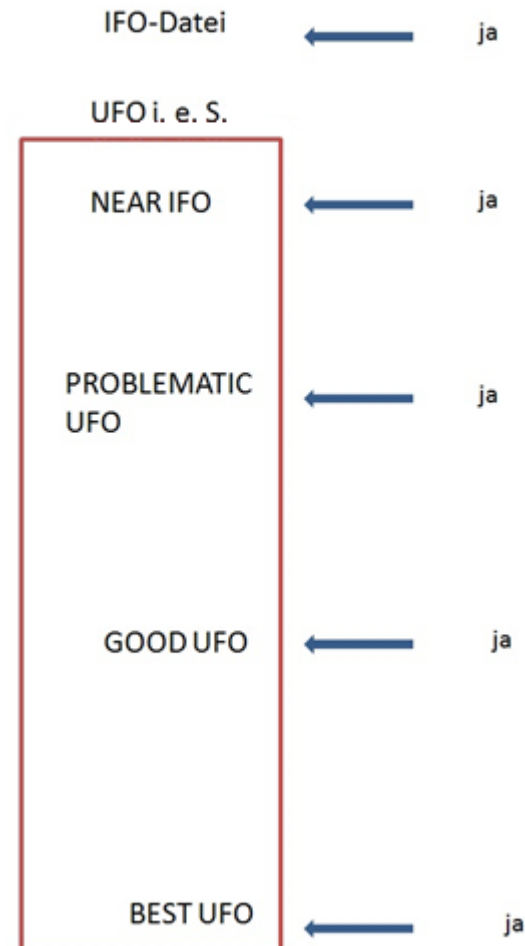 IFO-Datei ja
UFO i. e. S.
NEAR IFO ja
PROBLEMATIC ja
UFO
GOOD UFO ja
BEST UFO ja